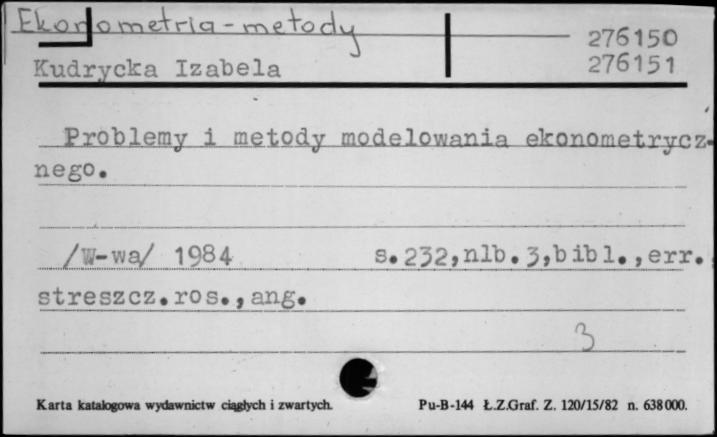 Ekonometria - metody
276150
Kudrycka Izabela 276151
Problemy i metody modelowania ekonometrycz-
nego.
/W-wa/ 1984 s.232,nlb.3,bibl.,err.,
streszcz.ros.,ang.
3
Karta katalogowa wydawnictw ciągłych i zwartych. Pu-B-144 Ł.Z.Graf. Z. 120/15/82 n. 638000.